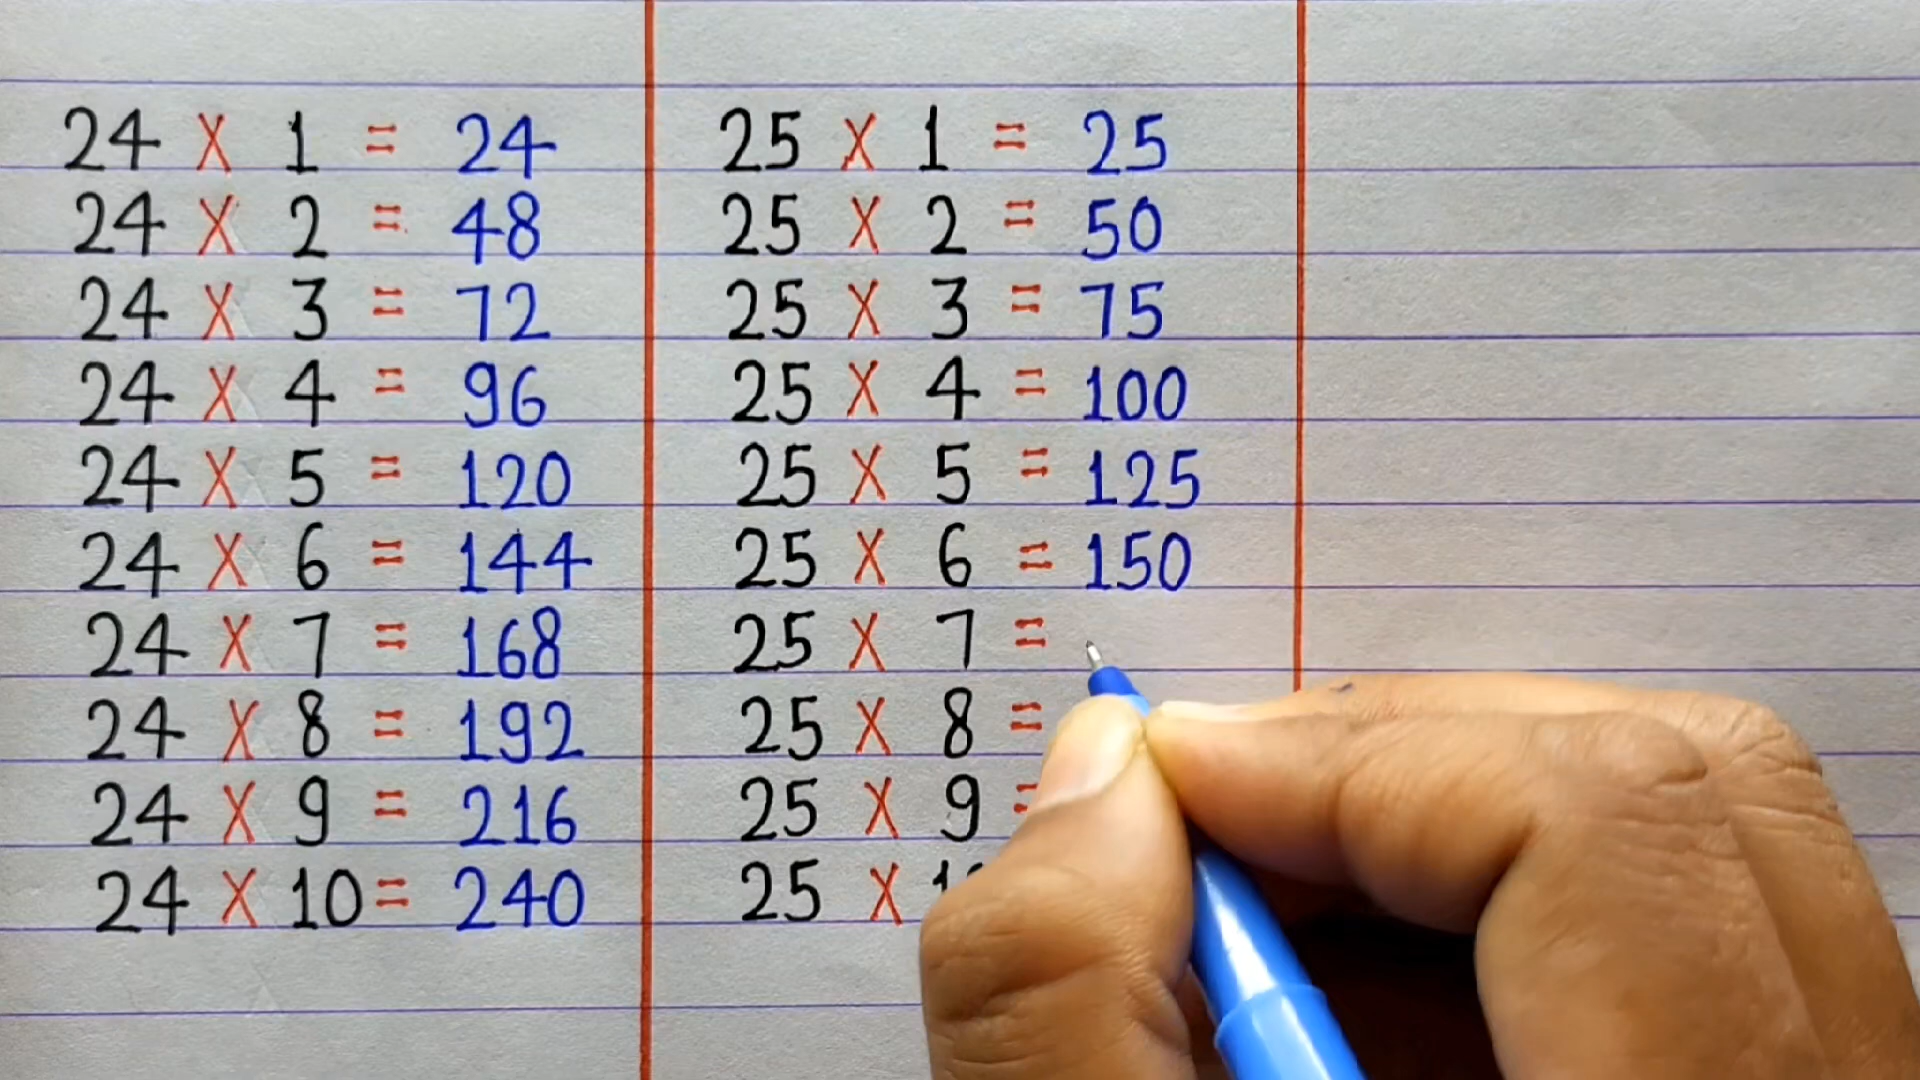 24 X 1 = 24
24 X 2 = 48
24 X 3 = 72
24 X 4 = 96
24 X 5 = 120
24 X 6 = 144
24 X 7 = 168
24 X 8 = 192
24 X 9 = 216
24 X 10 = 240
25 X 1 = 25
25 X 2 = 50
25 X 3 = 75
25 X 4 = 100
25 X 5 = 125
25 X 6 = 150
25 X 7 =
25 X 8 =
25 X 9 =
25 X